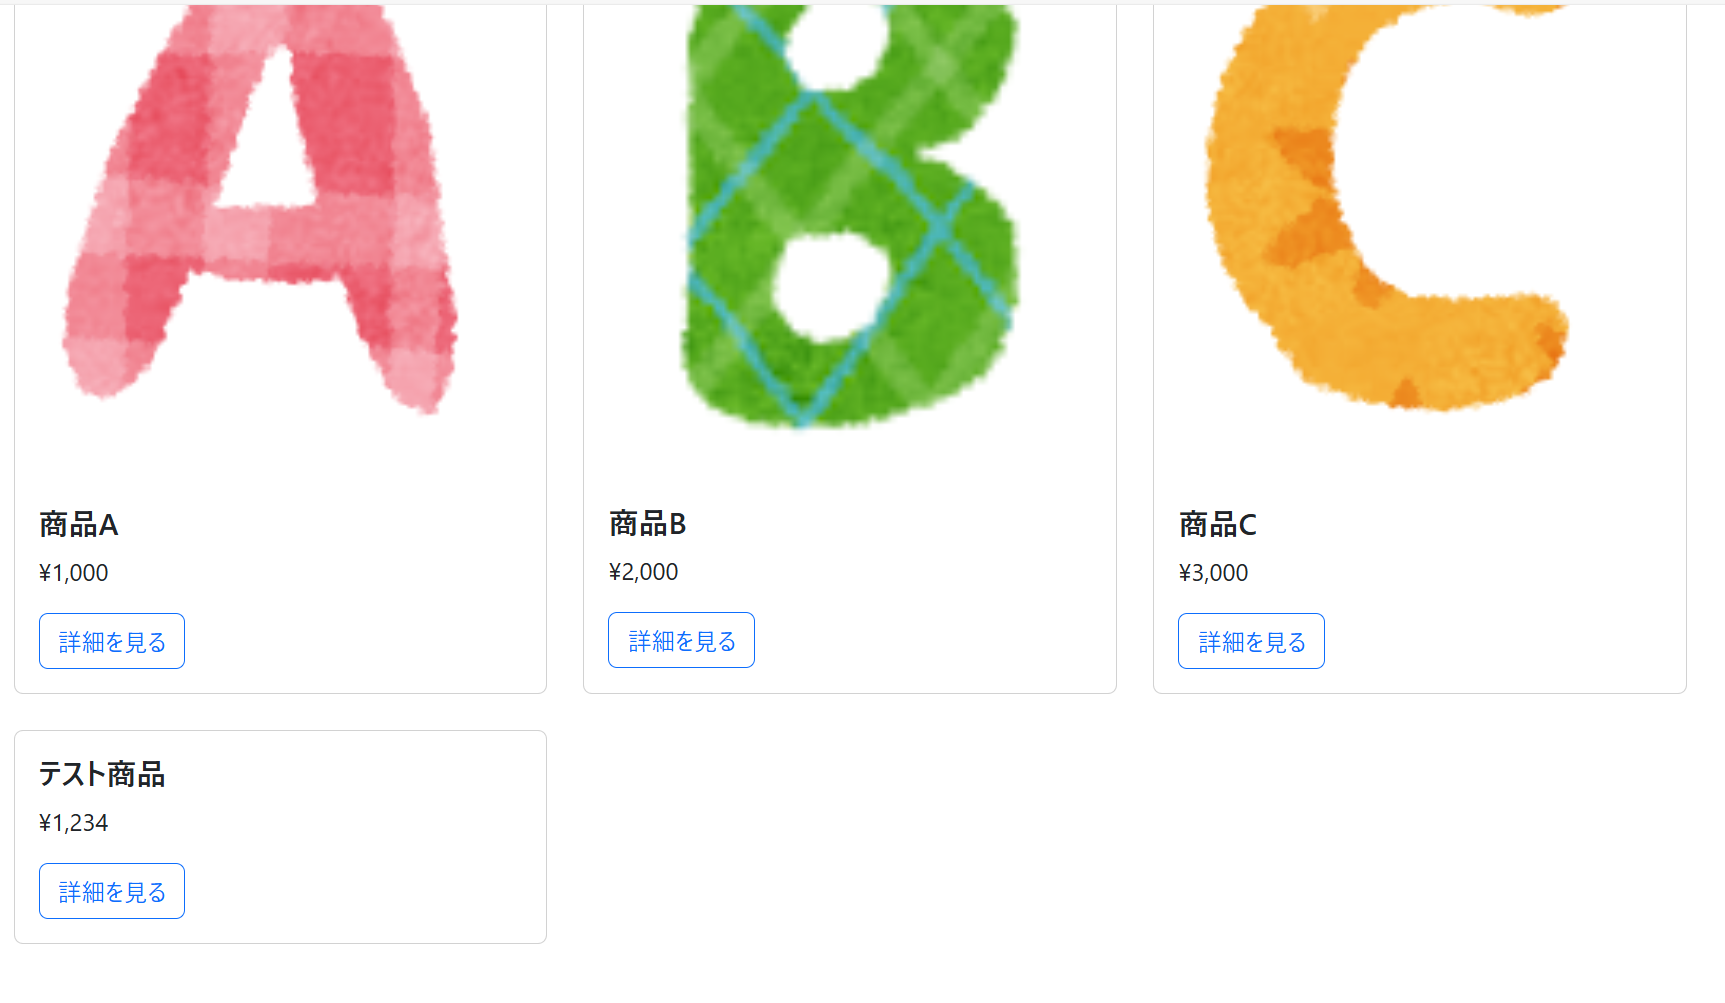 A
B
C
商品A
¥1,000
詳細を見る
商品B
¥2,000
詳細を見る
商品C
¥3,000
詳細を見る
テスト商品
¥1,234
詳細を見る